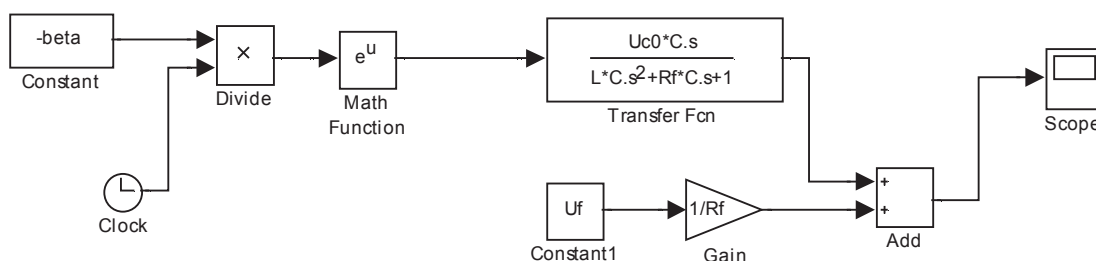 -beta
Constant
×
Divide
e^u
Math
Function
Uc0*C.s
L*C.s^2+Rf*C.s+1
Transfer Fcn
Scope
Clock
Uf
Constant1
1/Rf
Gain
+
+
Add